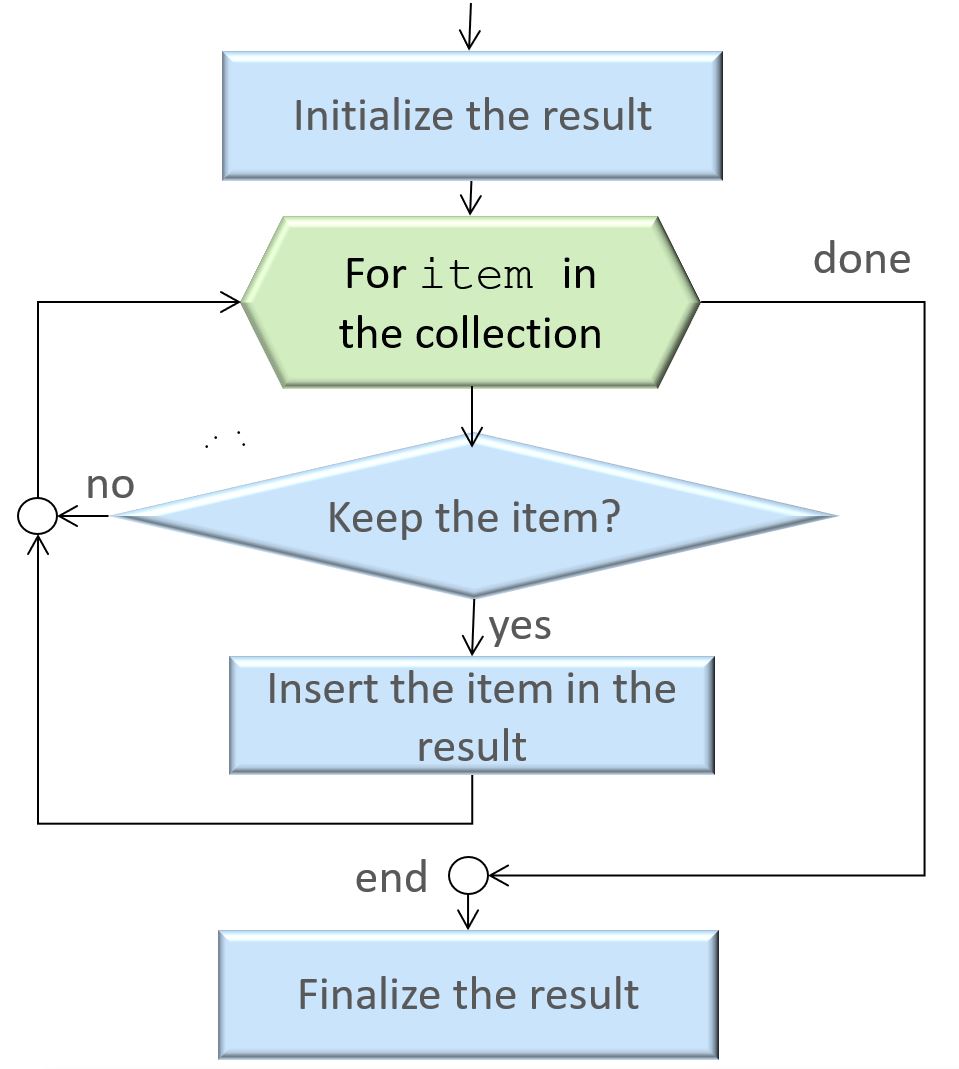 Initialize the result
For item in
the collection
done
no
Keep the item?
yes
Insert the item in the
result
end
Finalize the result